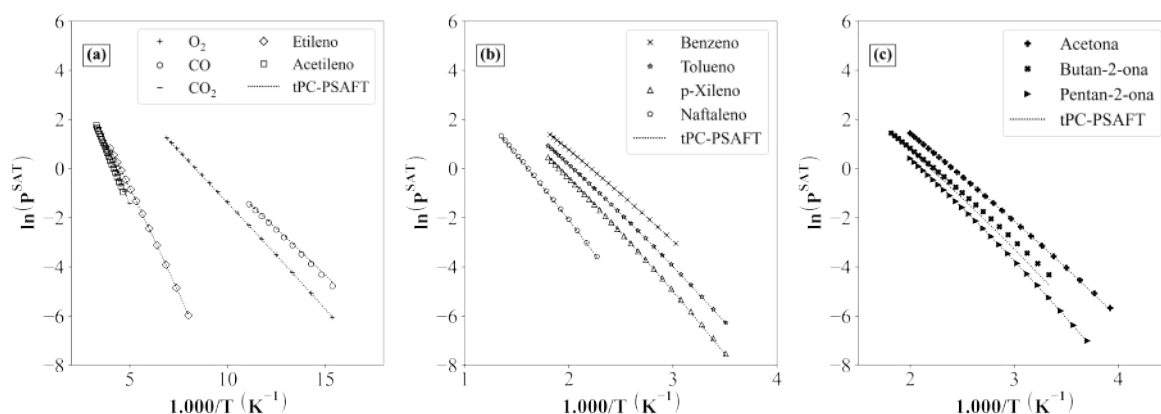 (a)
O₂
CO
CO₂
Etileno
Acetileno
tPC-PSAFT
6
4
2
0
−2
−4
−6
−8
5
10
15
ln(P^SAT)
1.000/T (K⁻¹)
(b)
Benzeno
Tolueno
p-Xileno
Naftaleno
tPC-PSAFT
6
4
2
0
−2
−4
−6
−8
1
2
3
4
ln(P^SAT)
1.000/T (K⁻¹)
(c)
Acetona
Butan-2-ona
Pentan-2-ona
tPC-PSAFT
6
4
2
0
−2
−4
−6
−8
2
3
4
ln(P^SAT)
1.000/T (K⁻¹)